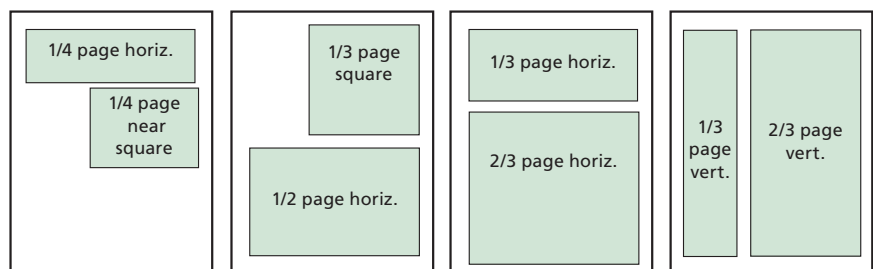 1/4 page horiz.
1/4 page
near
square
1/3 page
square
1/2 page horiz.
1/3 page horiz.
2/3 page horiz.
1/3
page
vert.
2/3 page
vert.